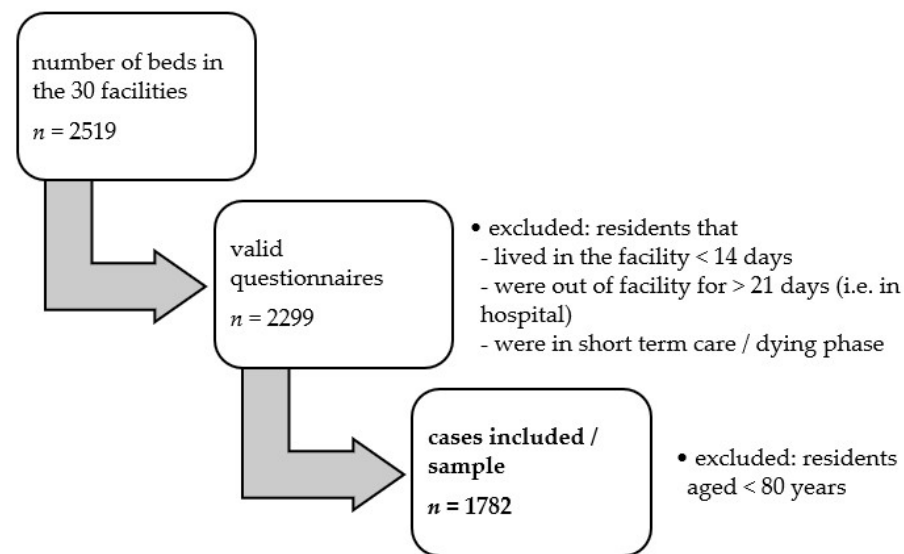 number of beds in
the 30 facilities
n = 2519
valid
questionnaires
n = 2299
• excluded: residents that
- lived in the facility < 14 days
- were out of facility for > 21 days (i.e. in
hospital)
- were in short term care / dying phase
cases included /
sample
n = 1782
• excluded: residents
aged < 80 years